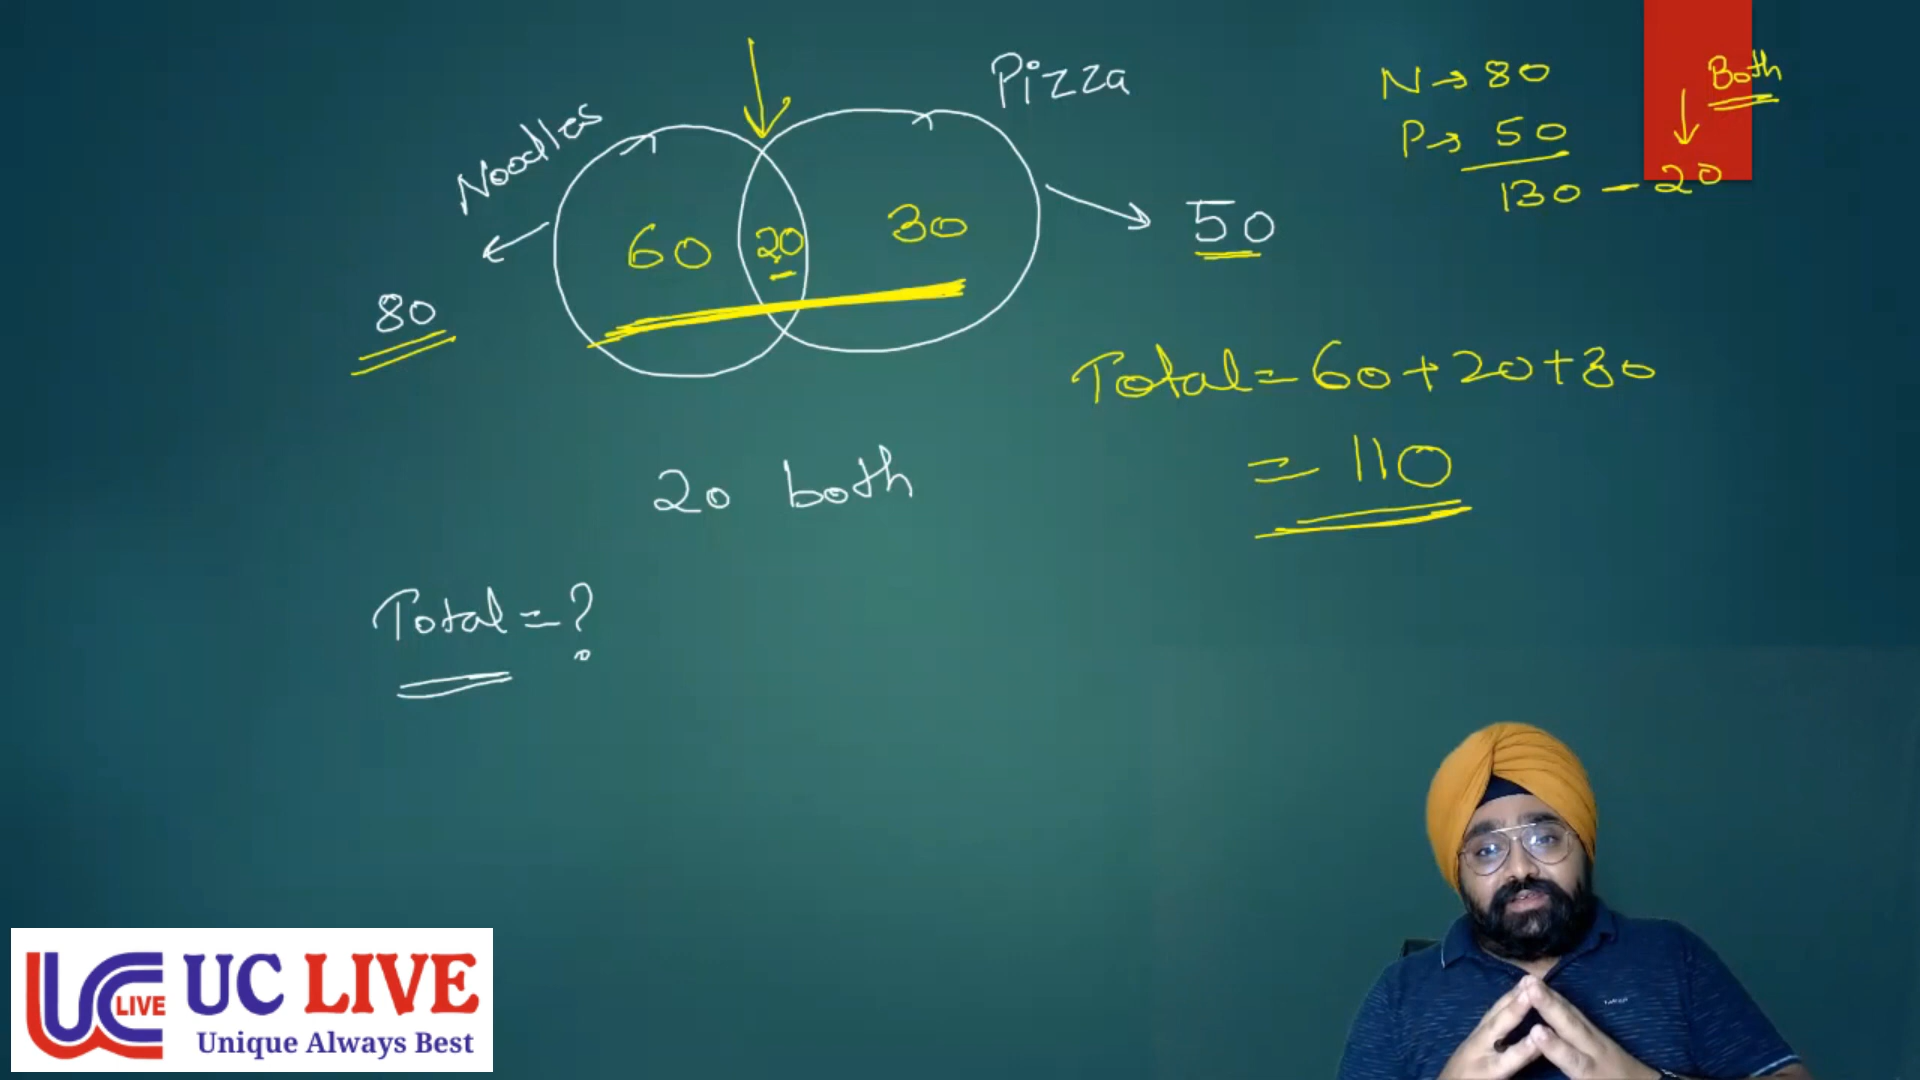 Noodles
Pizza
60 20 30
80
50
20 both
Total = ?
N → 80
P → 50
130 - 20
Both
Total = 60 + 20 + 30
= 110
LIVE
UC LIVE
Unique Always Best